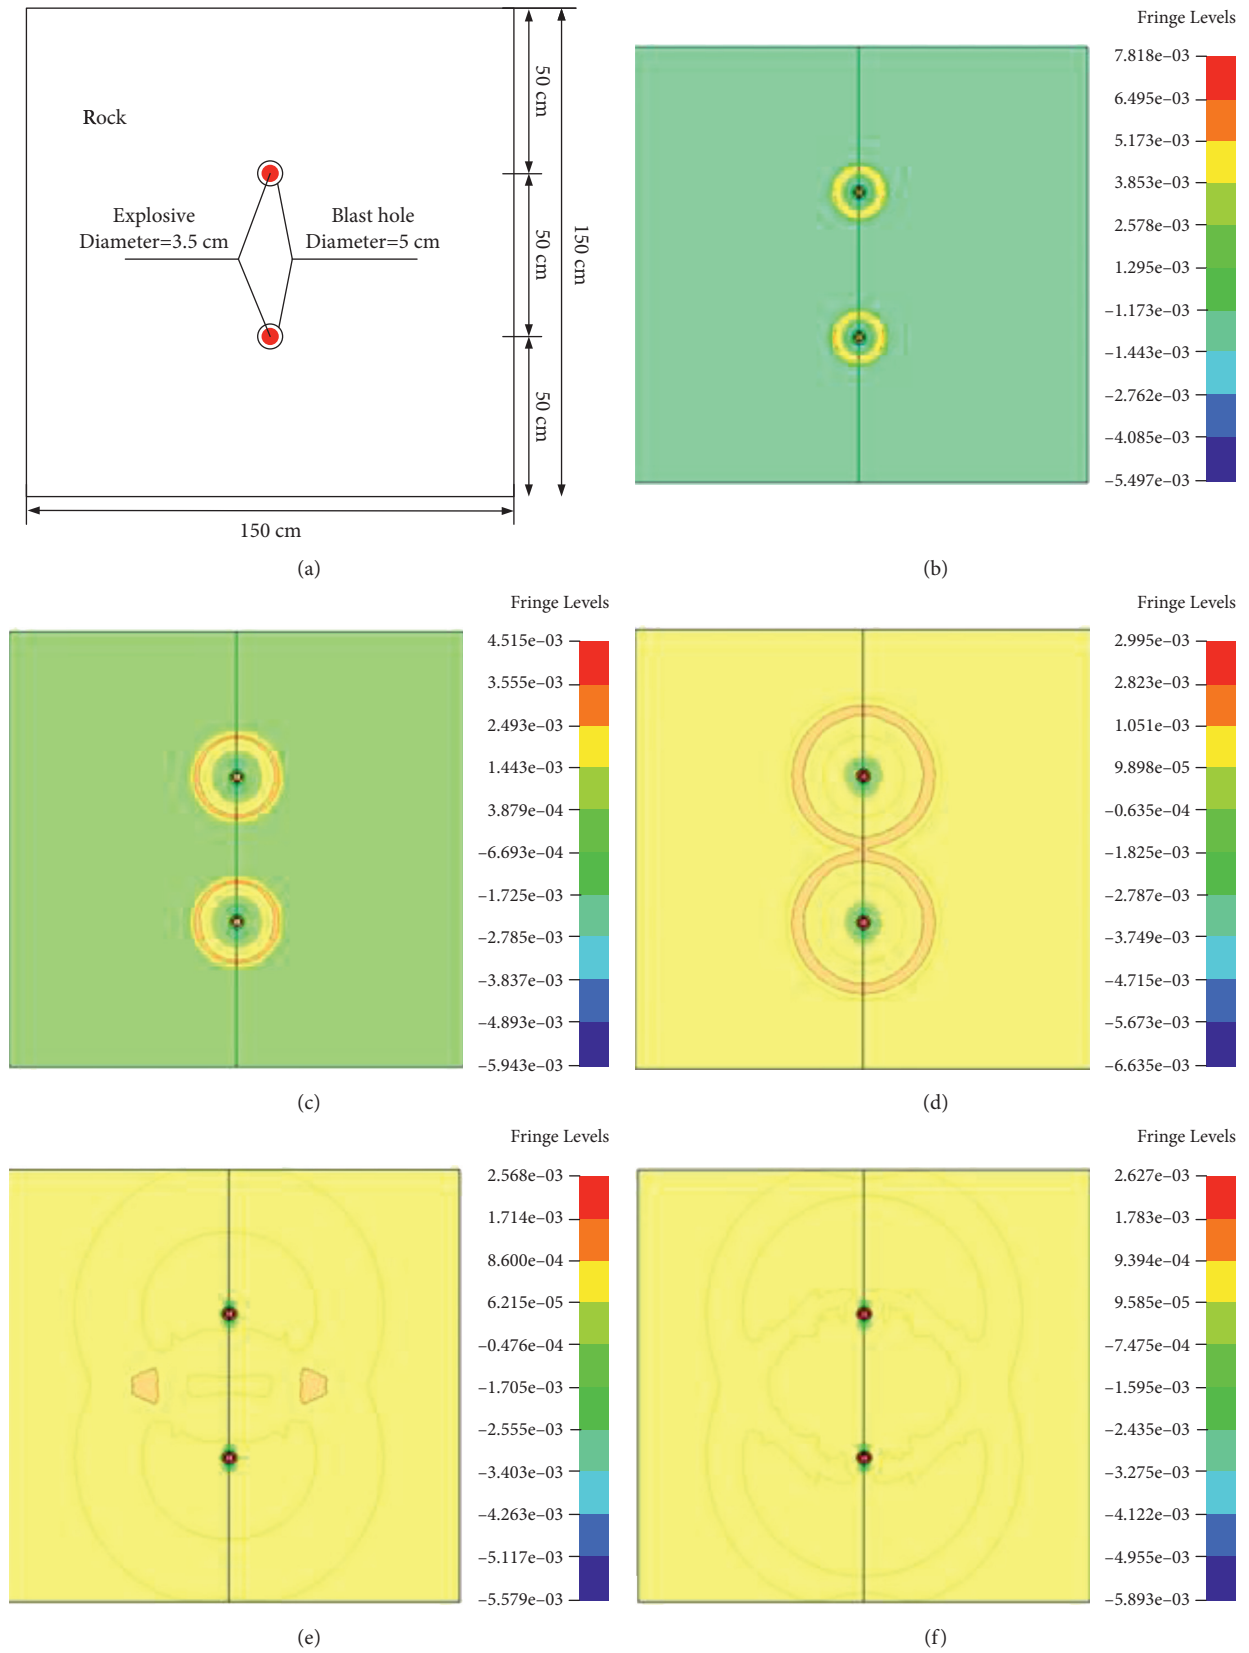 Rock
Explosive
Diameter=3.5 cm
Blast hole
Diameter=5 cm
50 cm
50 cm
50 cm
150 cm
150 cm
(a)
Fringe Levels
7.818e–03
6.495e–03
5.173e–03
3.853e–03
2.578e–03
1.295e–03
–1.173e–03
–1.443e–03
–2.762e–03
–4.085e–03
–5.497e–03
(b)
Fringe Levels
4.515e–03
3.555e–03
2.493e–03
1.443e–03
3.879e–04
–6.693e–04
–1.725e–03
–2.785e–03
–3.837e–03
–4.893e–03
–5.943e–03
(c)
Fringe Levels
2.995e–03
2.823e–03
1.051e–03
9.898e–05
–0.635e–04
–1.825e–03
–2.787e–03
–3.749e–03
–4.715e–03
–5.673e–03
–6.635e–03
(d)
Fringe Levels
2.568e–03
1.714e–03
8.600e–04
6.215e–05
–0.476e–04
–1.705e–03
–2.555e–03
–3.403e–03
–4.263e–03
–5.117e–03
–5.579e–03
(e)
Fringe Levels
2.627e–03
1.783e–03
9.394e–04
9.585e–05
–7.475e–04
–1.595e–03
–2.435e–03
–3.275e–03
–4.122e–03
–4.955e–03
–5.893e–03
(f)